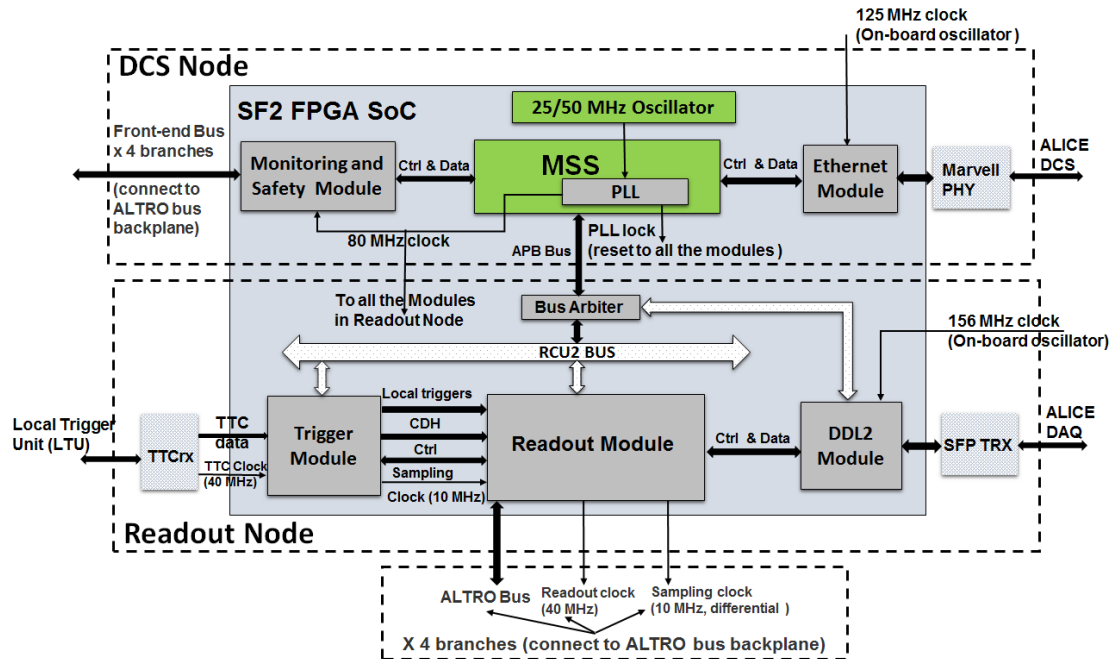 125 MHz clock
(On-board oscillator )
DCS Node
SF2 FPGA SoC
25/50 MHz Oscillator
Front-end Bus
x 4 branches
(connect to
ALTRO bus
backplane)
Monitoring and
Safety Module
Ctrl & Data
MSS
PLL
Ctrl & Data
Ethernet
Module
Marvell
PHY
ALICE
DCS
80 MHz clock
APB Bus
PLL lock
(reset to all the modules )
To all the Modules
in Readout Node
Bus Arbiter
156 MHz clock
(On-board oscillator)
RCU2 BUS
Local Trigger
Unit (LTU)
TTCrx
TTC
data
TTC Clock
(40 MHz)
Trigger
Module
Local triggers
CDH
Ctrl
Sampling
Clock (10 MHz)
Readout Module
Ctrl & Data
DDL2
Module
SFP TRX
ALICE
DAQ
Readout Node
ALTRO Bus
Readout clock
(40 MHz)
Sampling clock
(10 MHz, differential )
X 4 branches (connect to ALTRO bus backplane)